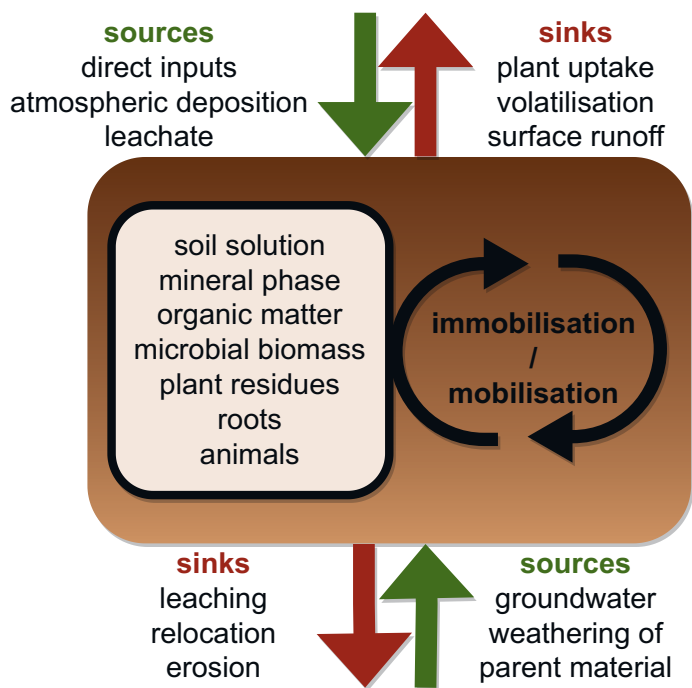 sources
direct inputs
atmospheric deposition
leachate
sinks
plant uptake
volatilisation
surface runoff
soil solution
mineral phase
organic matter
microbial biomass
plant residues
roots
animals
immobilisation
/
mobilisation
sinks
leaching
relocation
erosion
sources
groundwater
weathering of
parent material